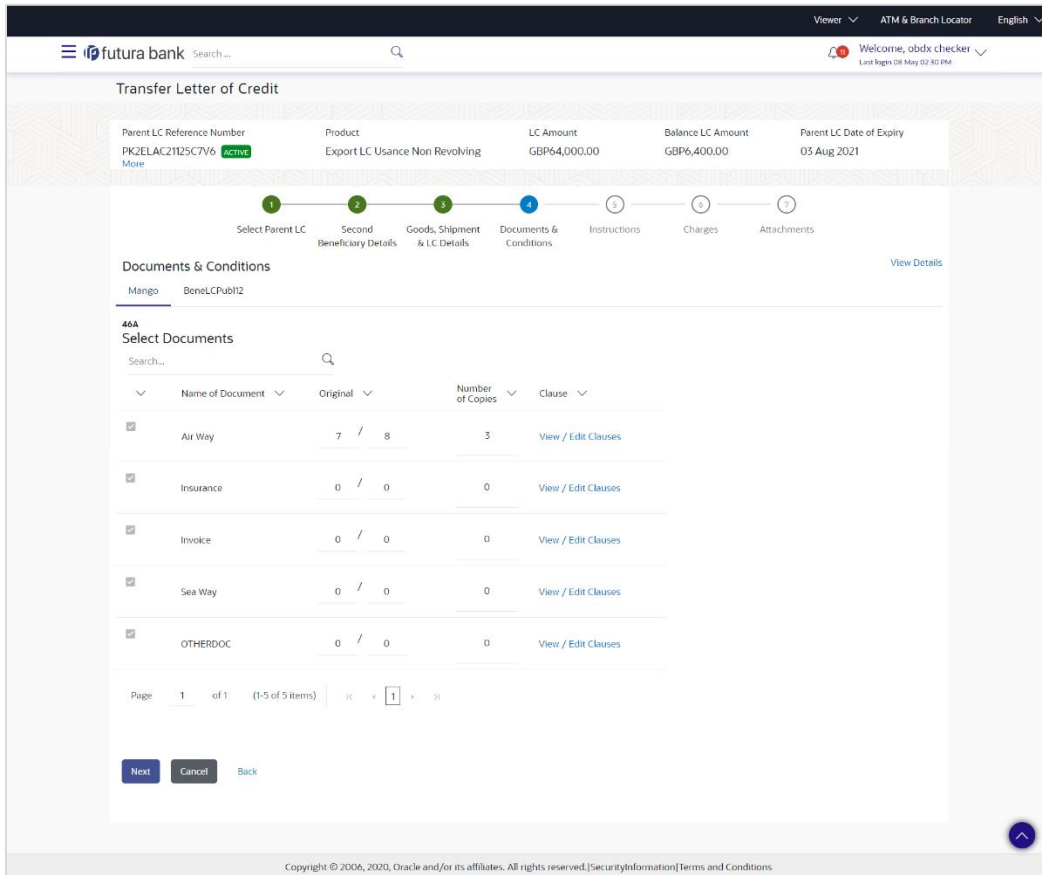 Viewer ATM & Branch Locator English
futura bank Search ... 11 Welcome, obdx checker
Last login 08 May 02:30 PM
Transfer Letter of Credit
Parent LC Reference Number Product LC Amount Balance LC Amount Parent LC Date of Expiry
PK2ELAC21125C7V6 ACTIVE Export LC Usance Non Revolving GBP64,000.00 GBP6,400.00 03 Aug 2021
More
1 2 3 4 5 6 7
Select Parent LC Second Goods, Shipment Documents & Instructions Charges Attachments
Beneficiary Details & LC Details Conditions
Documents & Conditions View Details
Mango BeneLCPubl12
46A
Select Documents
Search...
Name of Document Original Number of Copies Clause
Air Way 7 / 8 3 View / Edit Clauses
Insurance 0 / 0 0 View / Edit Clauses
Invoice 0 / 0 0 View / Edit Clauses
Sea Way 0 / 0 0 View / Edit Clauses
OTHERDOC 0 / 0 0 View / Edit Clauses
Page 1 of 1 (1-5 of 5 items) 1
Next Cancel Back
Copyright © 2006, 2020, Oracle and/or its affiliates. All rights reserved.|SecurityInformation|Terms and Conditions